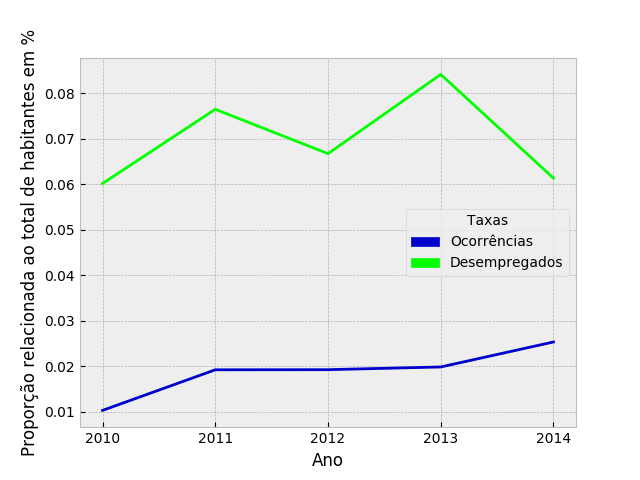 Proporção relacionada ao total de habitantes em %
0.08
0.07
0.06
0.05
0.04
0.03
0.02
0.01
Taxas
Ocorrências
Desempregados
2010 2011 2012 2013 2014
Ano